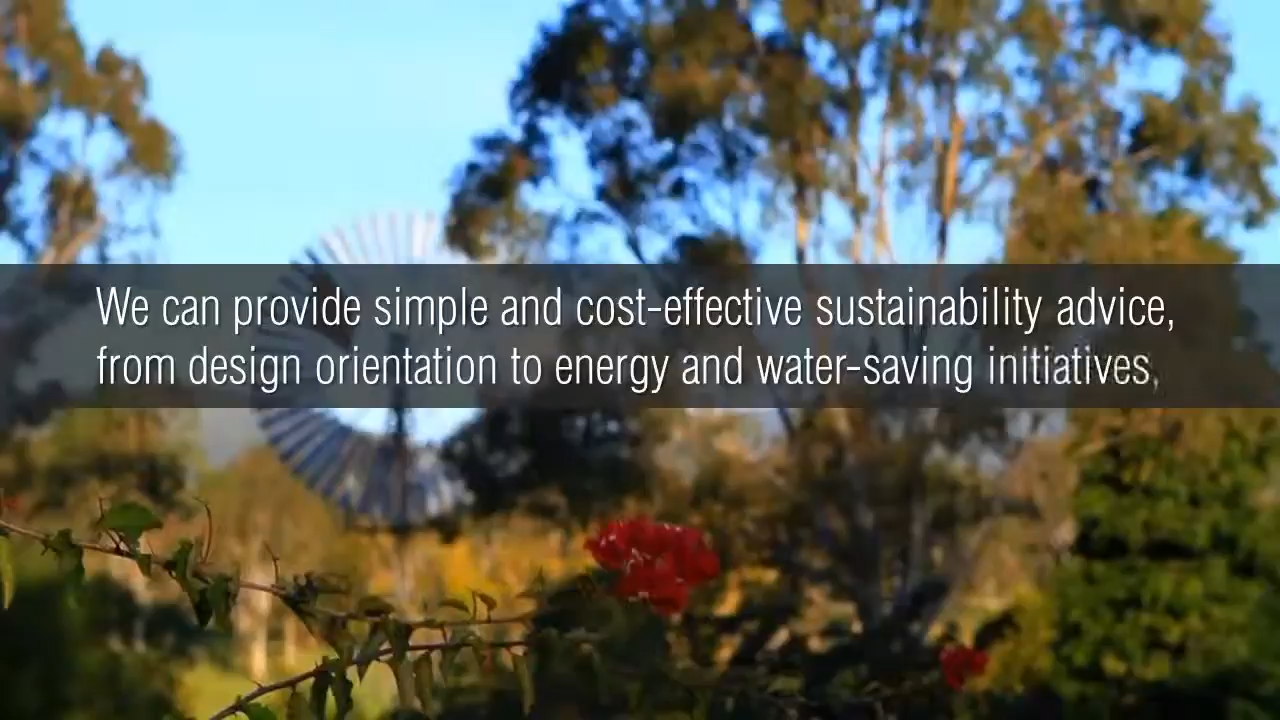 We can provide simple and cost-effective sustainability advice,
from design orientation to energy and water-saving initiatives,